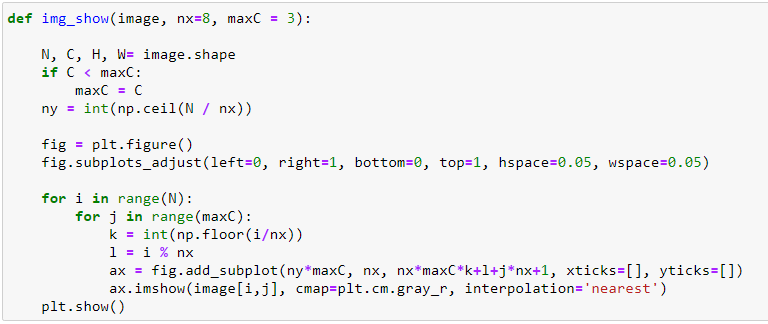 def img_show(image, nx=8, maxC = 3):
N, C, H, W= image.shape
if C < maxC:
maxC = C
ny = int(np.ceil(N / nx))
fig = plt.figure()
fig.subplots_adjust(left=0, right=1, bottom=0, top=1, hspace=0.05, wspace=0.05)
for i in range(N):
for j in range(maxC):
k = int(np.floor(i/nx))
l = i % nx
ax = fig.add_subplot(ny*maxC, nx, nx*maxC*k+l+j*nx+1, xticks=[], yticks=[])
ax.imshow(image[i,j], cmap=plt.cm.gray_r, interpolation='nearest')
plt.show()